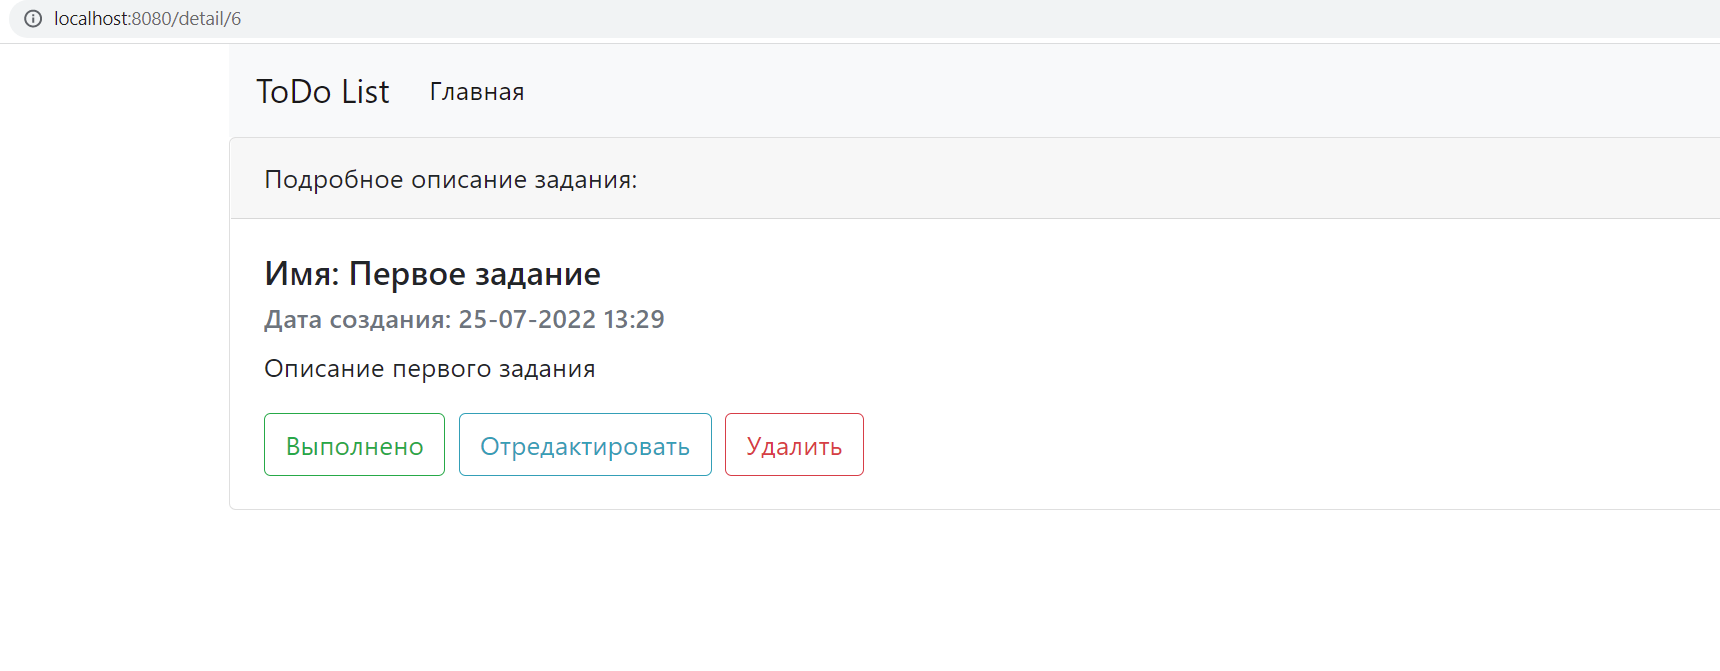 localhost:8080/detail/6
ToDo List Главная
Подробное описание задания:
Имя: Первое задание
Дата создания: 25-07-2022 13:29
Описание первого задания
Выполнено Отредактировать Удалить